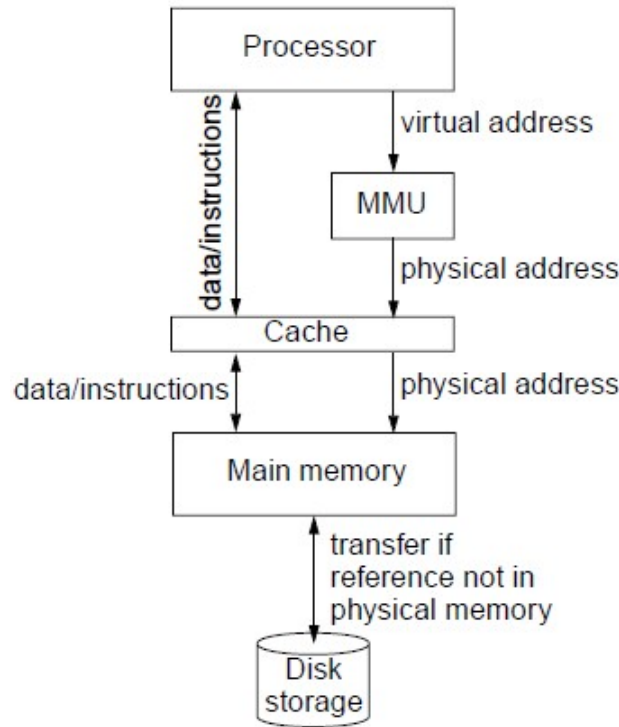 Processor
data/instructions
virtual address
MMU
physical address
Cache
data/instructions
physical address
Main memory
transfer if
reference not in
physical memory
Disk
storage